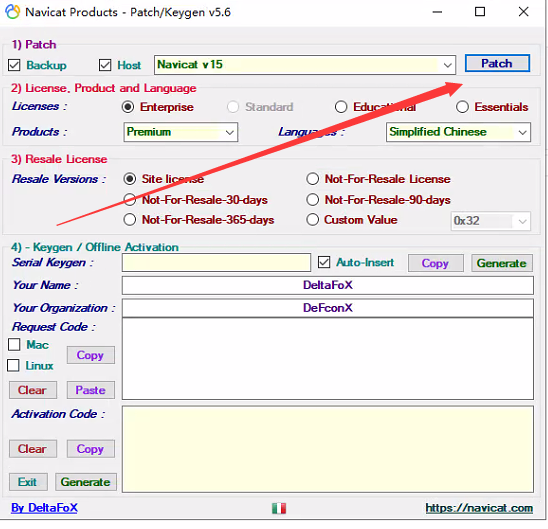 Navicat Products - Patch/Keygen v5.6
1) Patch
Backup Host Navicat v15 Patch
2) License, Product and Language
Licenses : Enterprise Standard Educational Essentials
Products : Premium Languages : Simplified Chinese
3) Resale License
Resale Versions : Site license Not-For-Resale License
Not-For-Resale-30-days Not-For-Resale-90-days
Not-For-Resale-365-days Custom Value 0x32
4) - Keygen / Offline Activation
Serial Keygen : Auto-Insert Copy Generate
Your Name : DeltaFoX
Your Organization : DeFconX
Request Code :
Mac
Copy
Linux
Clear Paste
Activation Code :
Clear Copy
Exit Generate
By DeltaFoX https://navicat.com